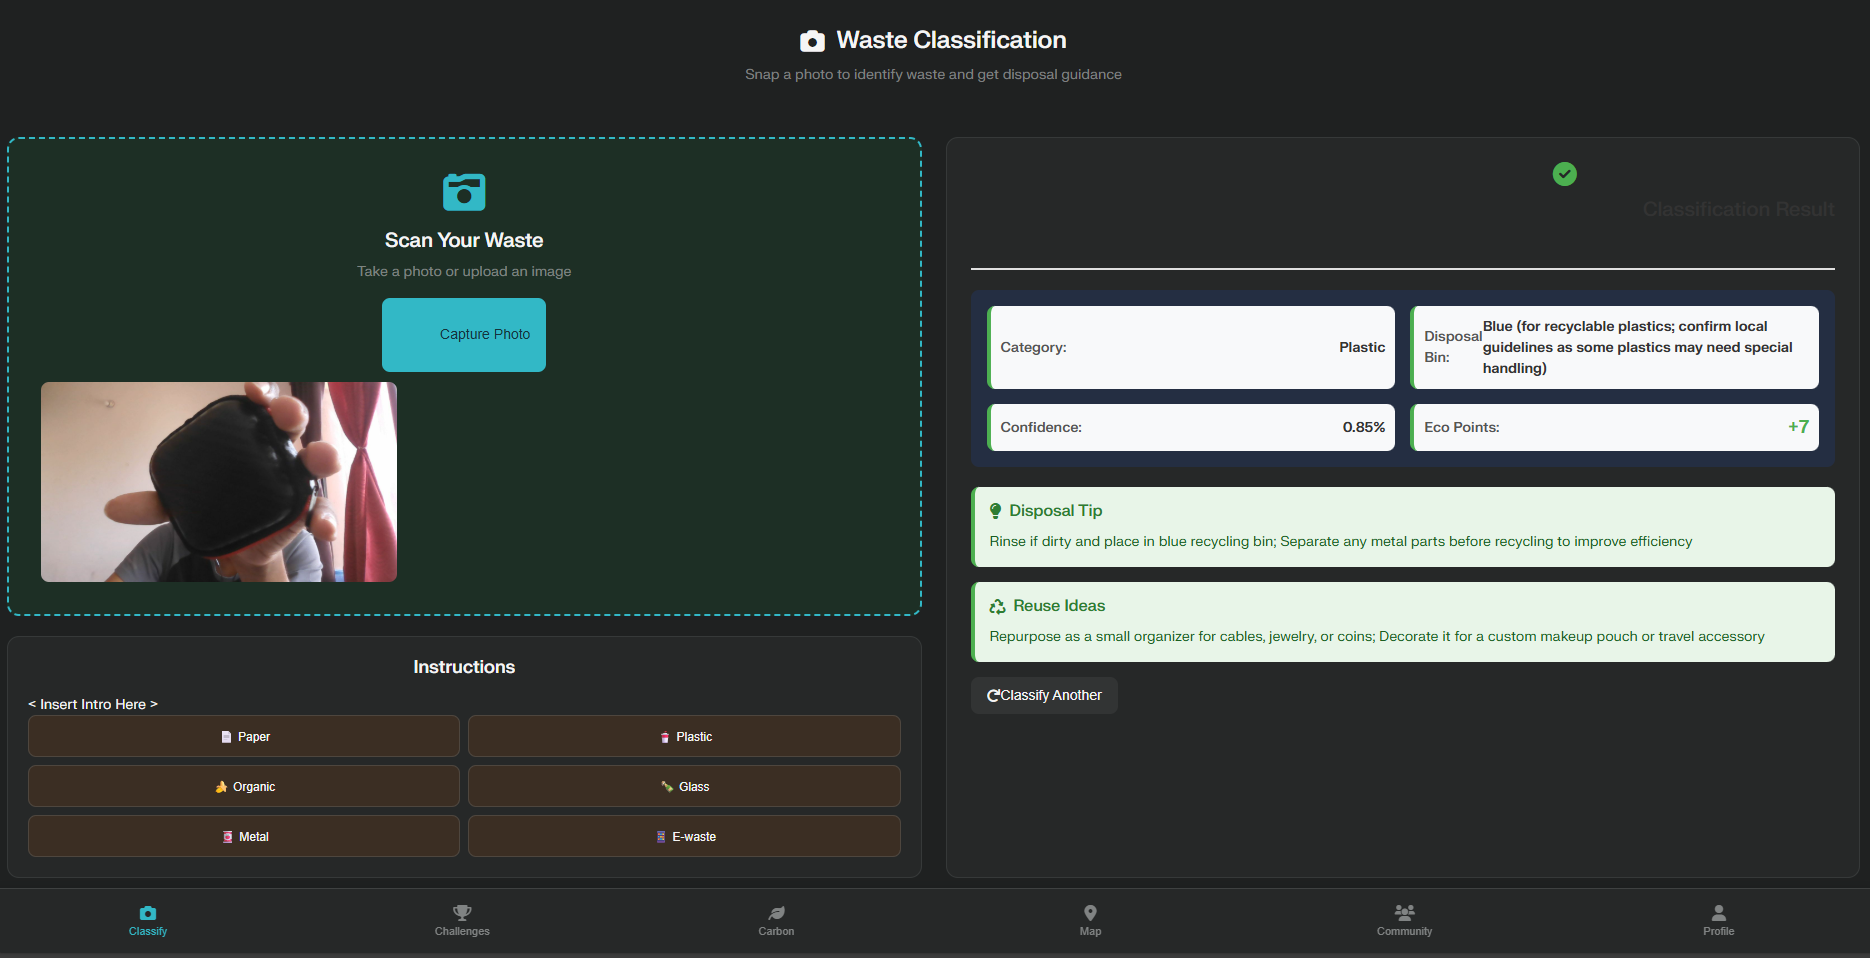 Waste Classification
Snap a photo to identify waste and get disposal guidance
Scan Your Waste
Take a photo or upload an image
Capture Photo
Instructions
< Insert Intro Here >
Paper
Plastic
Organic
Glass
Metal
E-waste
Classification Result
Category:
Plastic
Disposal Bin:
Blue (for recyclable plastics; confirm local
guidelines as some plastics may need special
handling)
Confidence:
0.85%
Eco Points:
+7
Disposal Tip
Rinse if dirty and place in blue recycling bin; Separate any metal parts before recycling to improve efficiency
Reuse Ideas
Repurpose as a small organizer for cables, jewelry, or coins; Decorate it for a custom makeup pouch or travel accessory
Classify Another
Classify
Challenges
Carbon
Map
Community
Profile